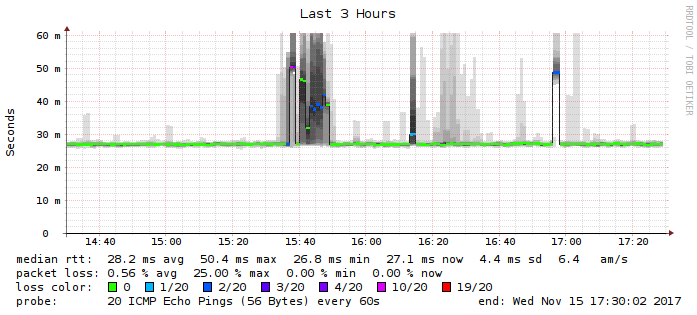 Last 3 Hours
RRDTOOL / TOBI OETIKER
Seconds
60 m
50 m
40 m
30 m
20 m
10 m
0
14:40 15:00 15:20 15:40 16:00 16:20 16:40 17:00 17:20
median rtt: 28.2 ms avg 50.4 ms max 26.8 ms min 27.1 ms now 4.4 ms sd 6.4 am/s
packet loss: 0.56 % avg 25.00 % max 0.00 % min 0.00 % now
loss color: 0 1/20 2/20 3/20 4/20 10/20 19/20
probe: 20 ICMP Echo Pings (56 Bytes) every 60s end: Wed Nov 15 17:30:02 2017